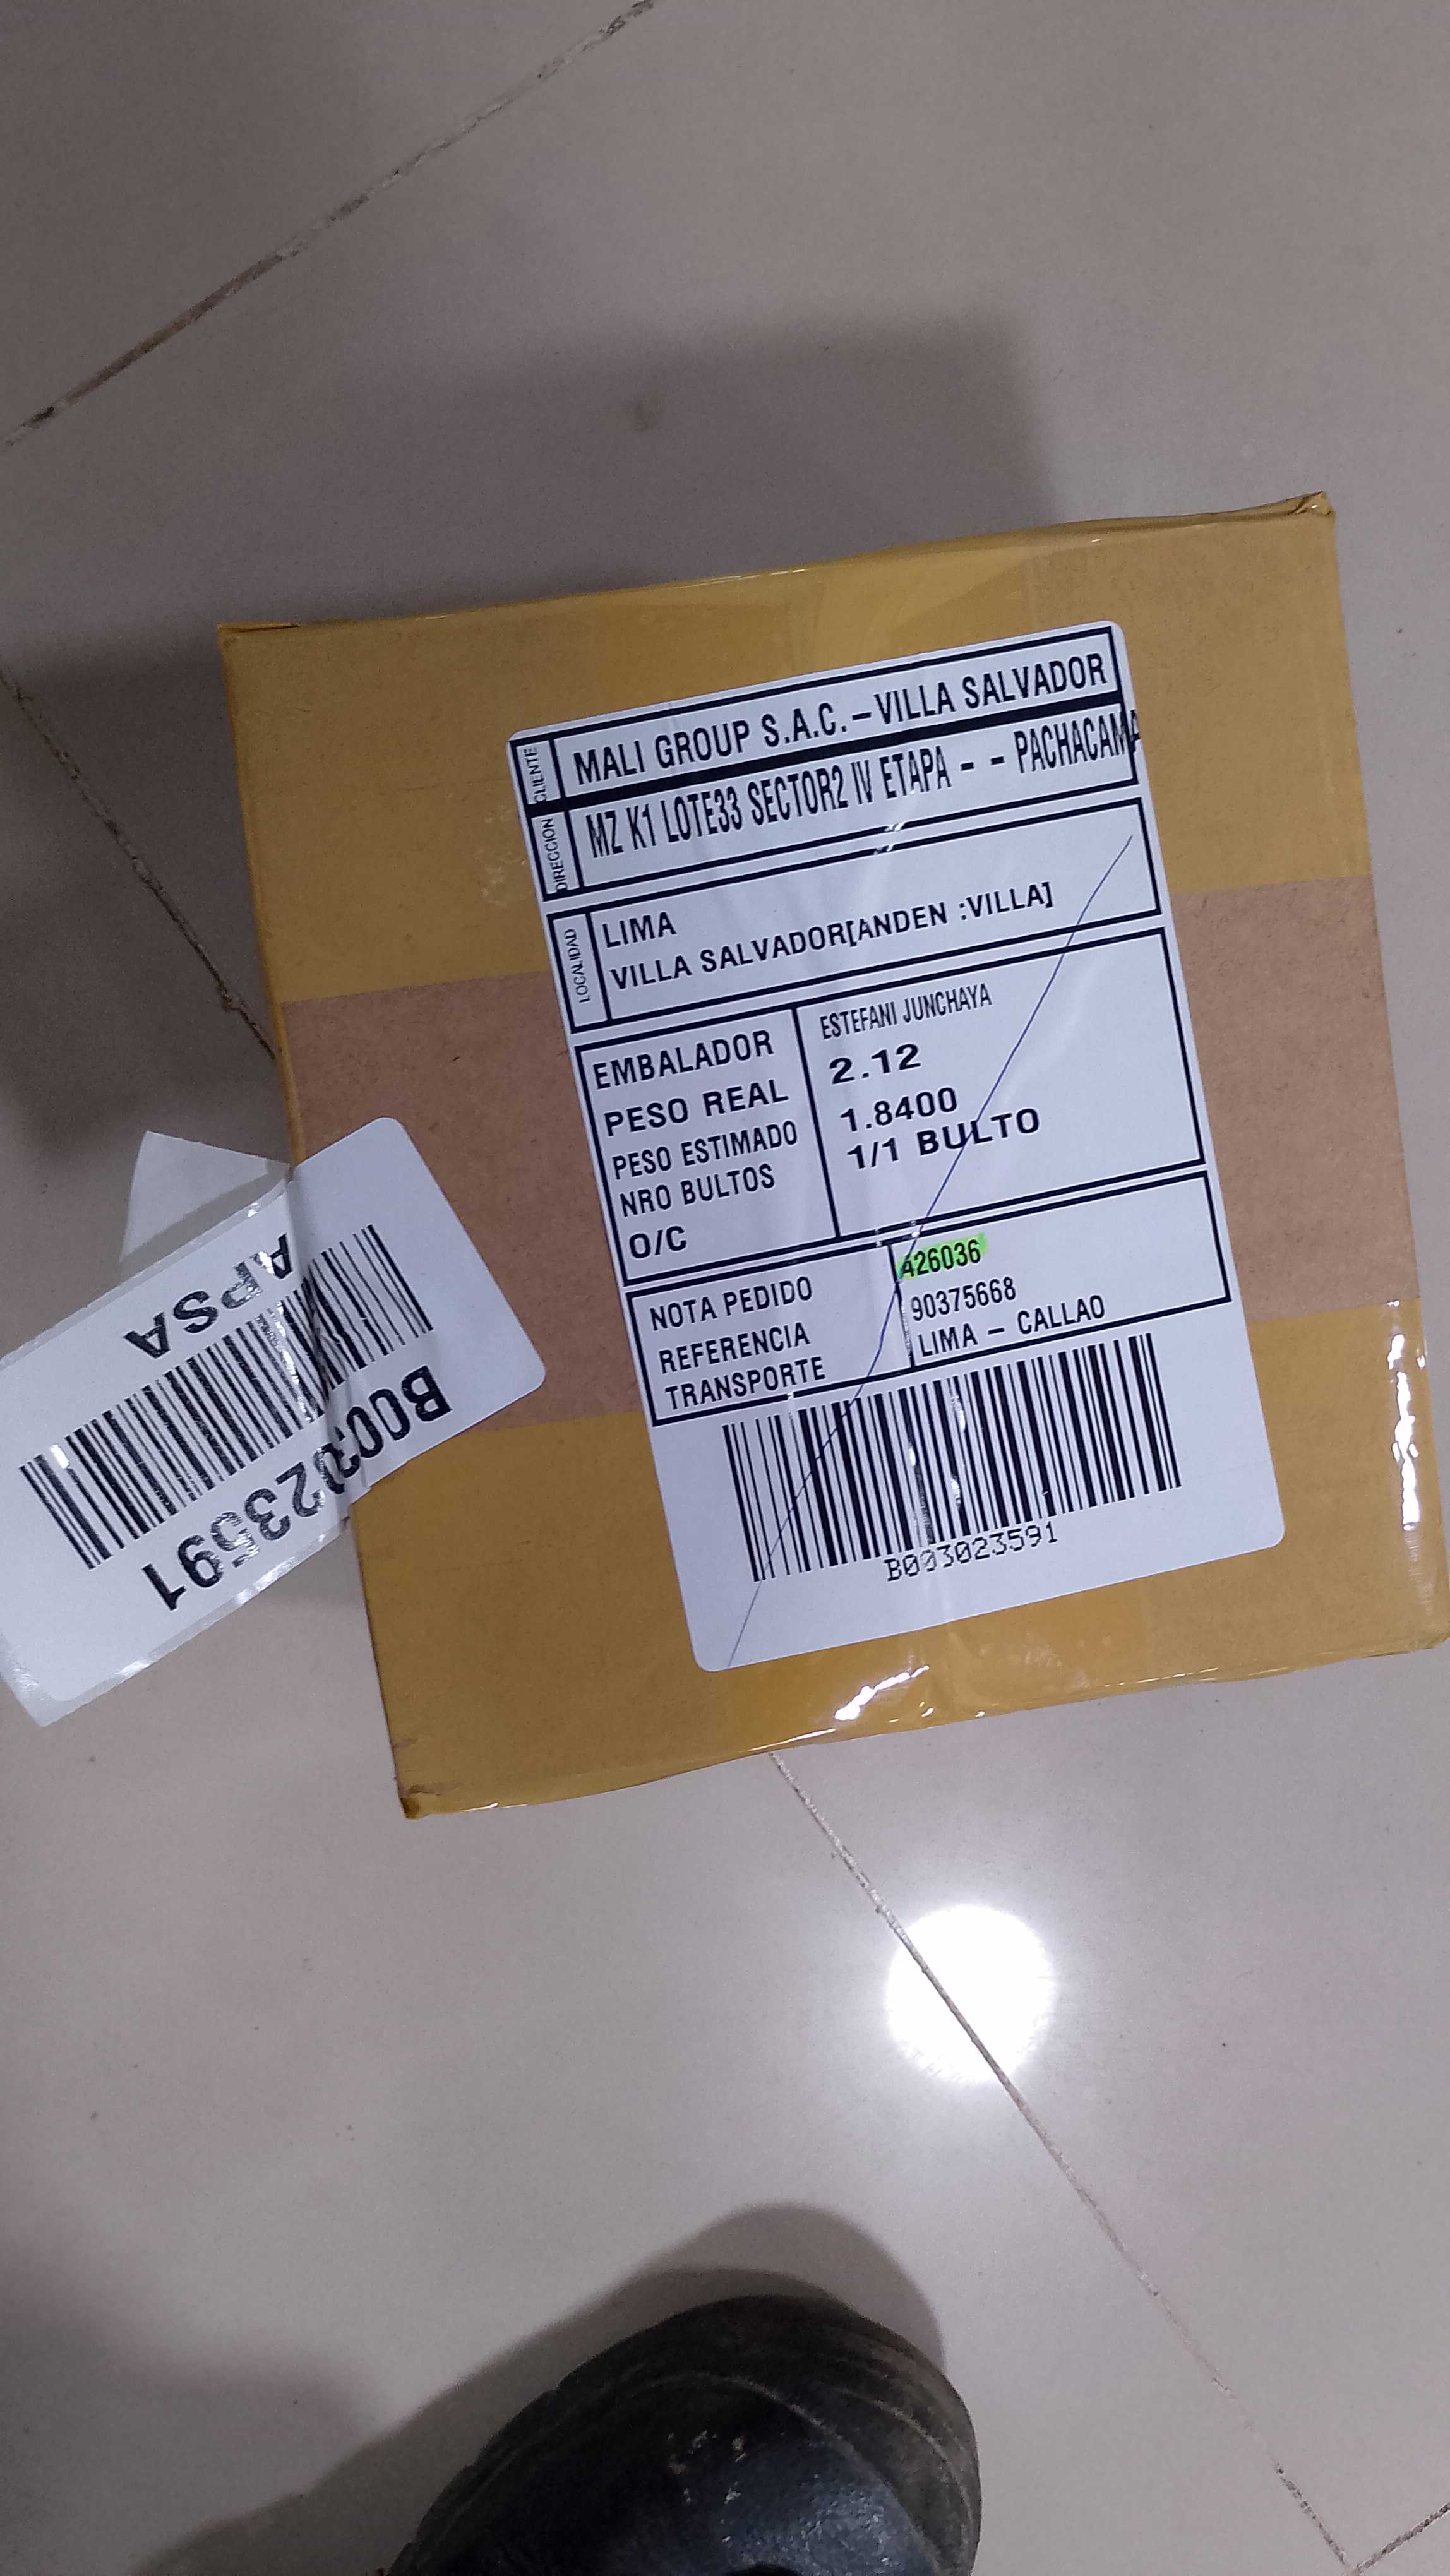 CLIENTE
MALI GROUP S.A.C.-VILLA SALVADOR
DIRECCION
MZ K1 LOTE33 SECTOR2 IV ETAPA - - PACHACAMA
LOCALIDAD
LIMA
VILLA SALVADOR[ANDEN :VILLA]
EMBALADOR ESTEFANI JUNCHAYA
PESO REAL 2.12
PESO ESTIMADO 1.8400
NRO BULTOS 1/1 BULTO
O/C
NOTA PEDIDO 426036
REFERENCIA 90375668
TRANSPORTE LIMA - CALLAO
B003023591
B003023591
APSA